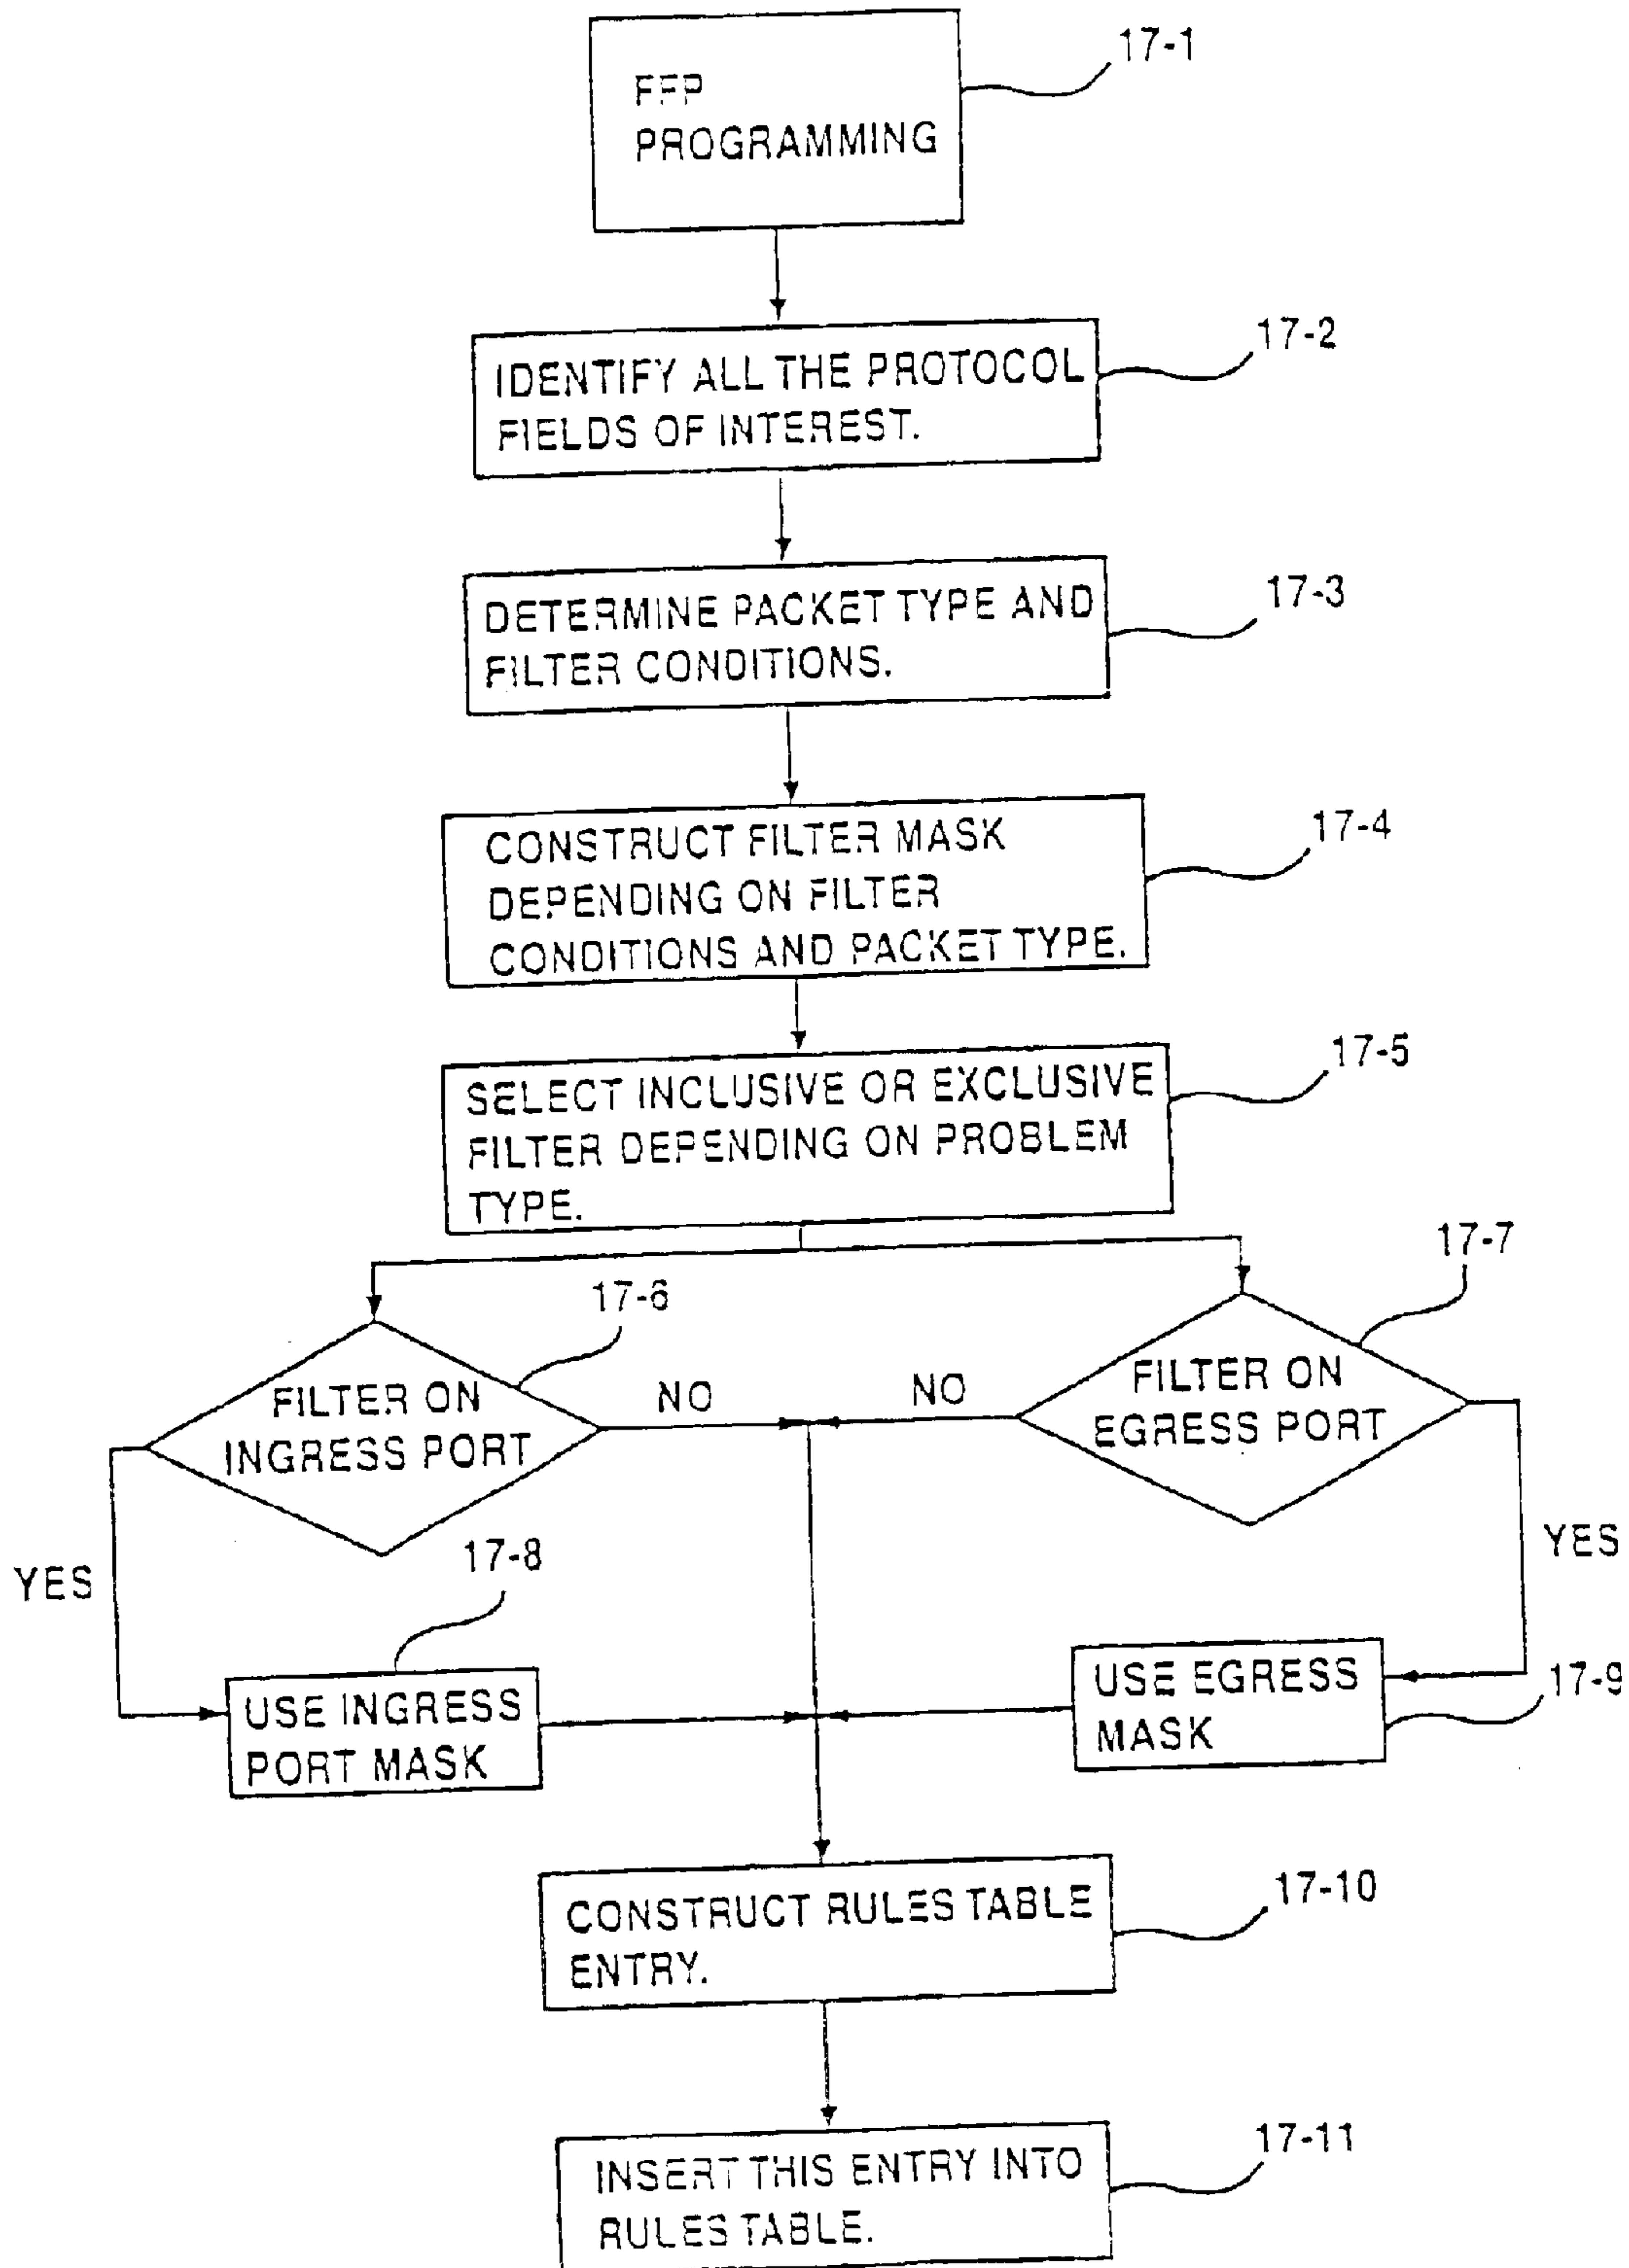 17-1
FFP
PROGRAMMING
17-2
IDENTIFY ALL THE PROTOCOL
FIELDS OF INTEREST.
17-3
DETERMINE PACKET TYPE AND
FILTER CONDITIONS.
17-4
CONSTRUCT FILTER MASK
DEPENDING ON FILTER
CONDITIONS AND PACKET TYPE.
17-5
SELECT INCLUSIVE OR EXCLUSIVE
FILTER DEPENDING ON PROBLEM
TYPE.
17-6
17-7
FILTER ON
INGRESS PORT
NO
NO
FILTER ON
EGRESS PORT
YES
17-8
YES
USE INGRESS
PORT MASK
USE EGRESS
MASK
17-9
17-10
CONSTRUCT RULES TABLE
ENTRY.
17-11
INSERT THIS ENTRY INTO
RULES TABLE.